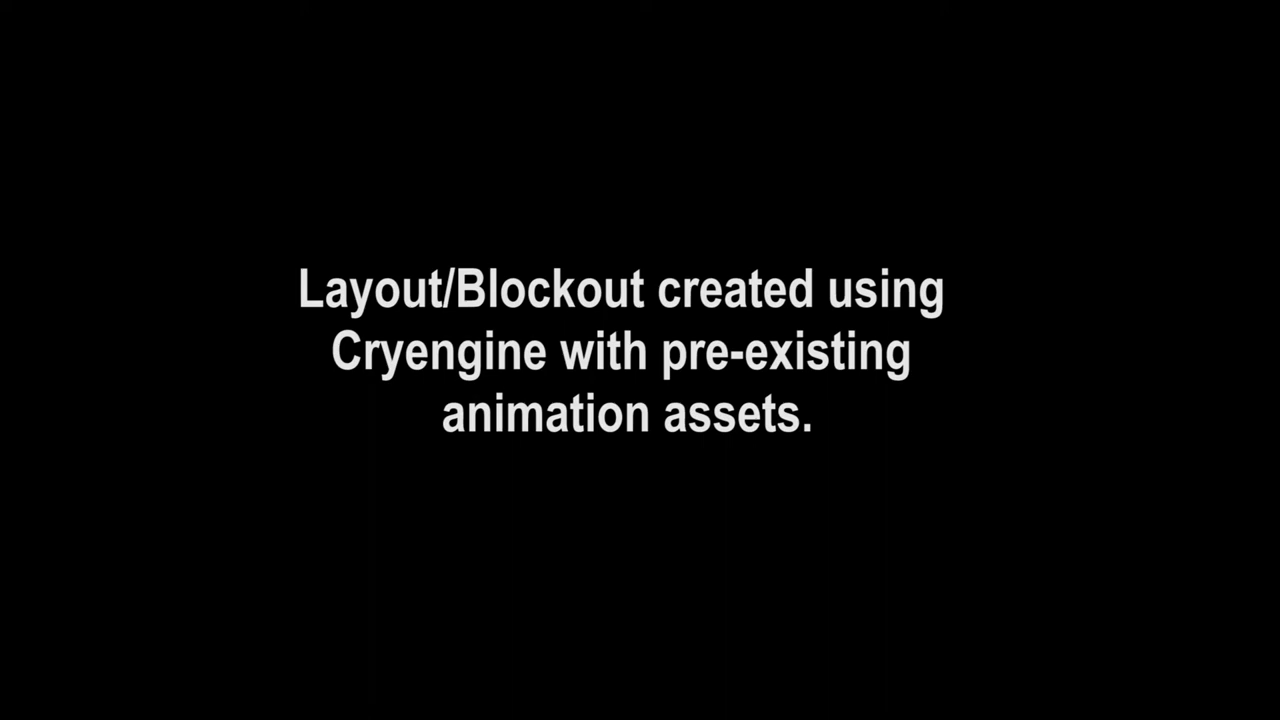 Layout/Blockout created using
Cryengine with pre-existing
animation assets.